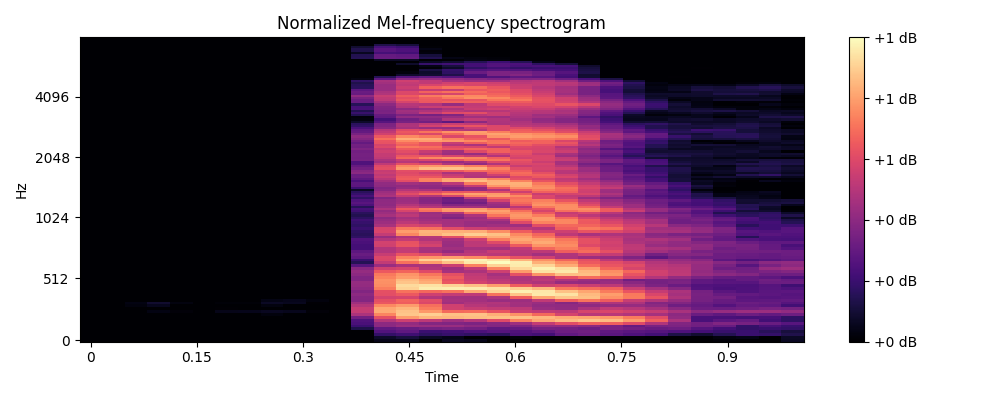 Normalized Mel-frequency spectrogram
Hz
4096
2048
1024
512
0
0 0.15 0.3 0.45 0.6 0.75 0.9
Time
+1 dB
+1 dB
+1 dB
+0 dB
+0 dB
+0 dB